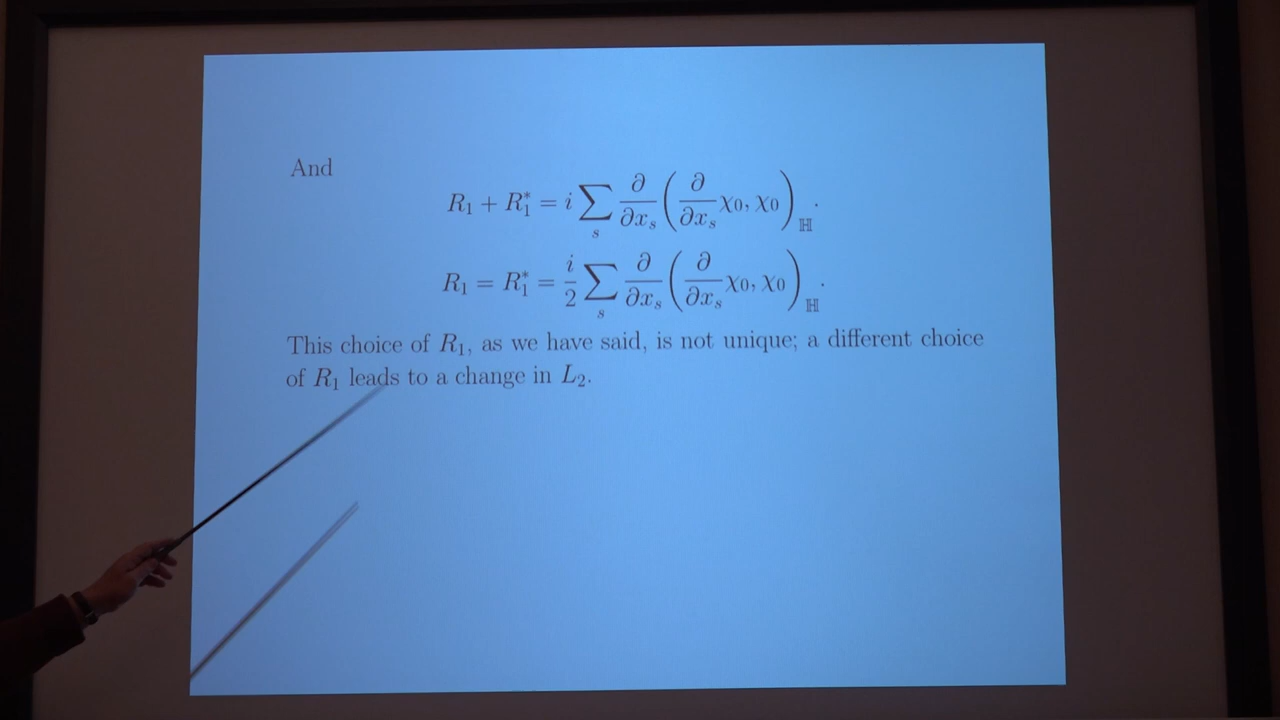 And
$R_1 + R_1^* = i \sum_s \frac{\partial}{\partial x_s} \left( \frac{\partial}{\partial x_s} \chi_0, \chi_0 \right)_{\mathbb{H}}.$
$R_1 = R_1^* = \frac{i}{2} \sum_s \frac{\partial}{\partial x_s} \left( \frac{\partial}{\partial x_s} \chi_0, \chi_0 \right)_{\mathbb{H}}.$
This choice of $R_1$, as we have said, is not unique; a different choice
of $R_1$ leads to a change in $L_2$.